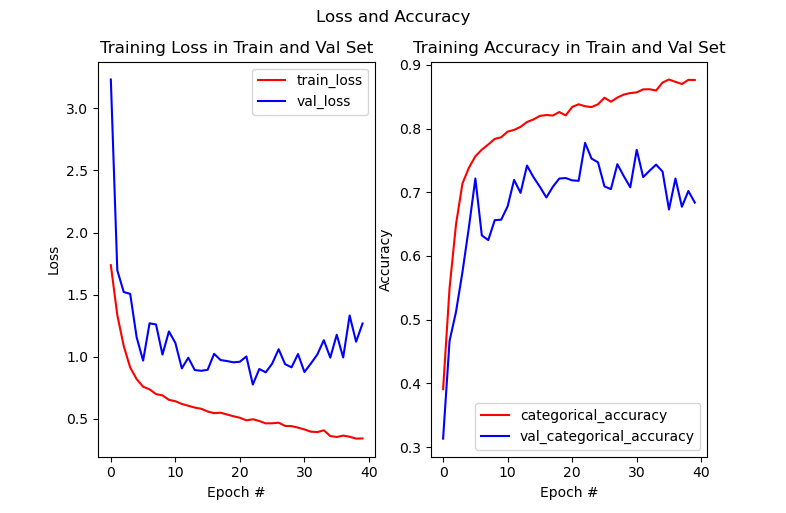 Loss and Accuracy
Training Loss in Train and Val Set
train_loss
val_loss
3.0
2.5
2.0
1.5
1.0
0.5
Loss
0 10 20 30 40
Epoch #
Training Accuracy in Train and Val Set
0.9
0.8
0.7
0.6
0.5
0.4
0.3
Accuracy
categorical_accuracy
val_categorical_accuracy
0 10 20 30 40
Epoch #